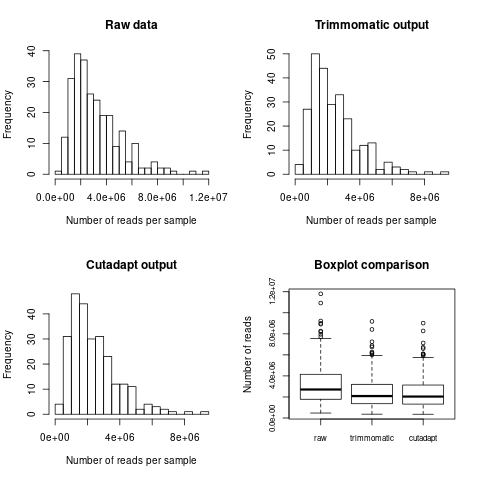 Raw data
Frequency
0 10 20 30 40
0.0e+00 4.0e+06 8.0e+06 1.2e+07
Number of reads per sample
Trimmomatic output
Frequency
0 10 20 30 40 50
0e+00 4e+06 8e+06
Number of reads per sample
Cutadapt output
Frequency
0 10 20 30 40
0e+00 4e+06 8e+06
Number of reads per sample
Boxplot comparison
Number of reads
0.0e+00 4.0e+06 8.0e+06 1.2e+07
raw trimmomatic cutadapt